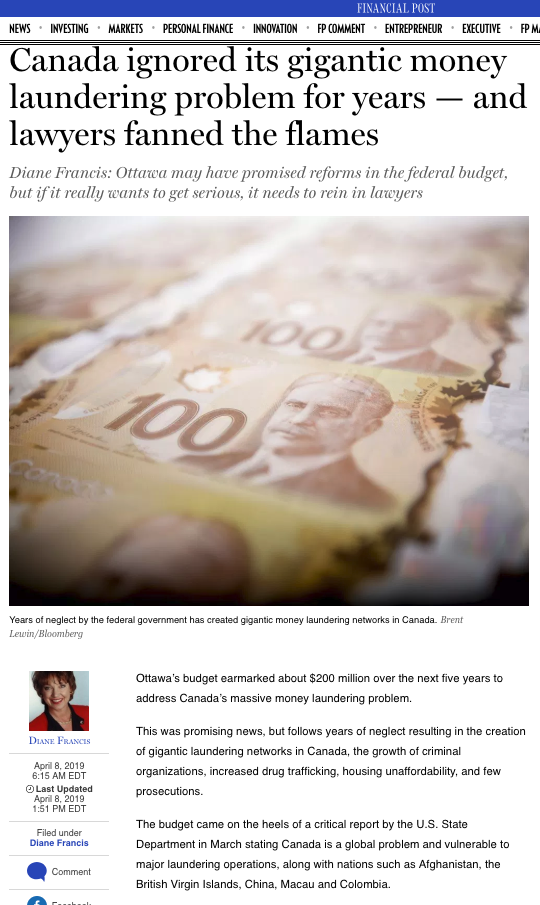 FINANCIAL POST
NEWS • INVESTING • MARKETS • PERSONAL FINANCE • INNOVATION • FP COMMENT • ENTREPRENEUR • EXECUTIVE •
Canada ignored its gigantic money
laundering problem for years — and
lawyers fanned the flames
Diane Francis: Ottawa may have promised reforms in the federal budget,
but if it really wants to get serious, it needs to rein in lawyers
100
100
Canada
Years of neglect by the federal government has created gigantic money laundering networks in Canada. Brent
Lewin/Bloomberg
DIANE FRANCIS
April 8, 2019
6:15 AM EDT
Last Updated
April 8, 2019
1:51 PM EDT
Filed under
Diane Francis
Comment
Facebook
Ottawa's budget earmarked about $200 million over the next five years to
address Canada's massive money laundering problem.
This was promising news, but follows years of neglect resulting in the creation
of gigantic laundering networks in Canada, the growth of criminal
organizations, increased drug trafficking, housing unaffordability, and few
prosecutions.
The budget came on the heels of a critical report by the U.S. State
Department in March stating Canada is a global problem and vulnerable to
major laundering operations, along with nations such as Afghanistan, the
British Virgin Islands, China, Macau and Colombia.